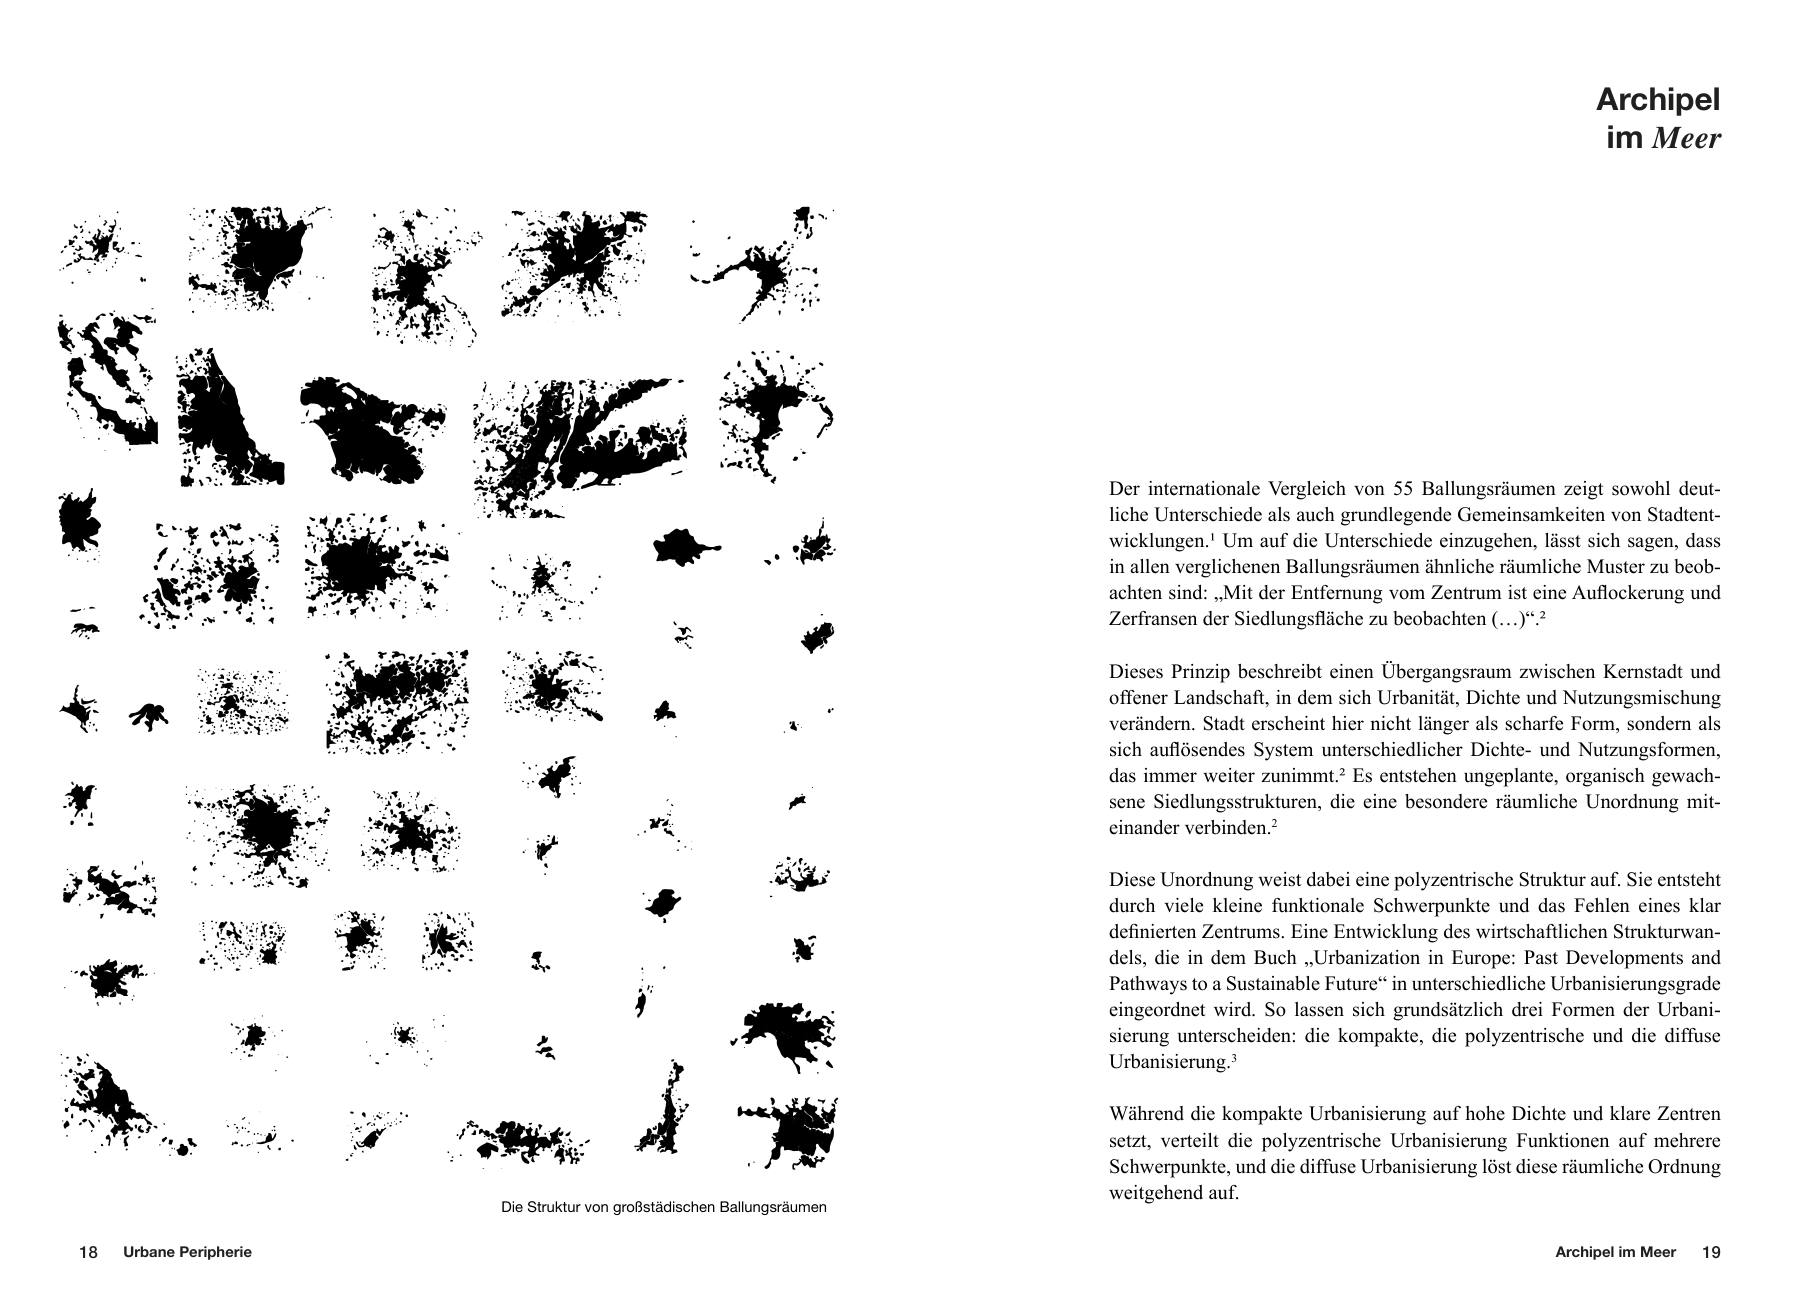 Die Struktur von großstädischen Ballungsräumen
18 Urbane Peripherie
Archipel
im Meer
Der internationale Vergleich von 55 Ballungsräumen zeigt sowohl deut-
liche Unterschiede als auch grundlegende Gemeinsamkeiten von Stadtent-
wicklungen.¹ Um auf die Unterschiede einzugehen, lässt sich sagen, dass
in allen verglichenen Ballungsräumen ähnliche räumliche Muster zu beob-
achten sind: „Mit der Entfernung vom Zentrum ist eine Auflockerung und
Zerfransen der Siedlungsfläche zu beobachten (…)“.²
Dieses Prinzip beschreibt einen Übergangsraum zwischen Kernstadt und
offener Landschaft, in dem sich Urbanität, Dichte und Nutzungsmischung
verändern. Stadt erscheint hier nicht länger als scharfe Form, sondern als
sich auflösendes System unterschiedlicher Dichte- und Nutzungsformen,
das immer weiter zunimmt.² Es entstehen ungeplante, organisch gewach-
sene Siedlungsstrukturen, die eine besondere räumliche Unordnung mit-
einander verbinden.²
Diese Unordnung weist dabei eine polyzentrische Struktur auf. Sie entsteht
durch viele kleine funktionale Schwerpunkte und das Fehlen eines klar
definierten Zentrums. Eine Entwicklung des wirtschaftlichen Strukturwan-
dels, die in dem Buch „Urbanization in Europe: Past Developments and
Pathways to a Sustainable Future“ in unterschiedliche Urbanisierungsgrade
eingeordnet wird. So lassen sich grundsätzlich drei Formen der Urbani-
sierung unterscheiden: die kompakte, die polyzentrische und die diffuse
Urbanisierung.³
Während die kompakte Urbanisierung auf hohe Dichte und klare Zentren
setzt, verteilt die polyzentrische Urbanisierung Funktionen auf mehrere
Schwerpunkte, und die diffuse Urbanisierung löst diese räumliche Ordnung
weitgehend auf.
Archipel im Meer 19